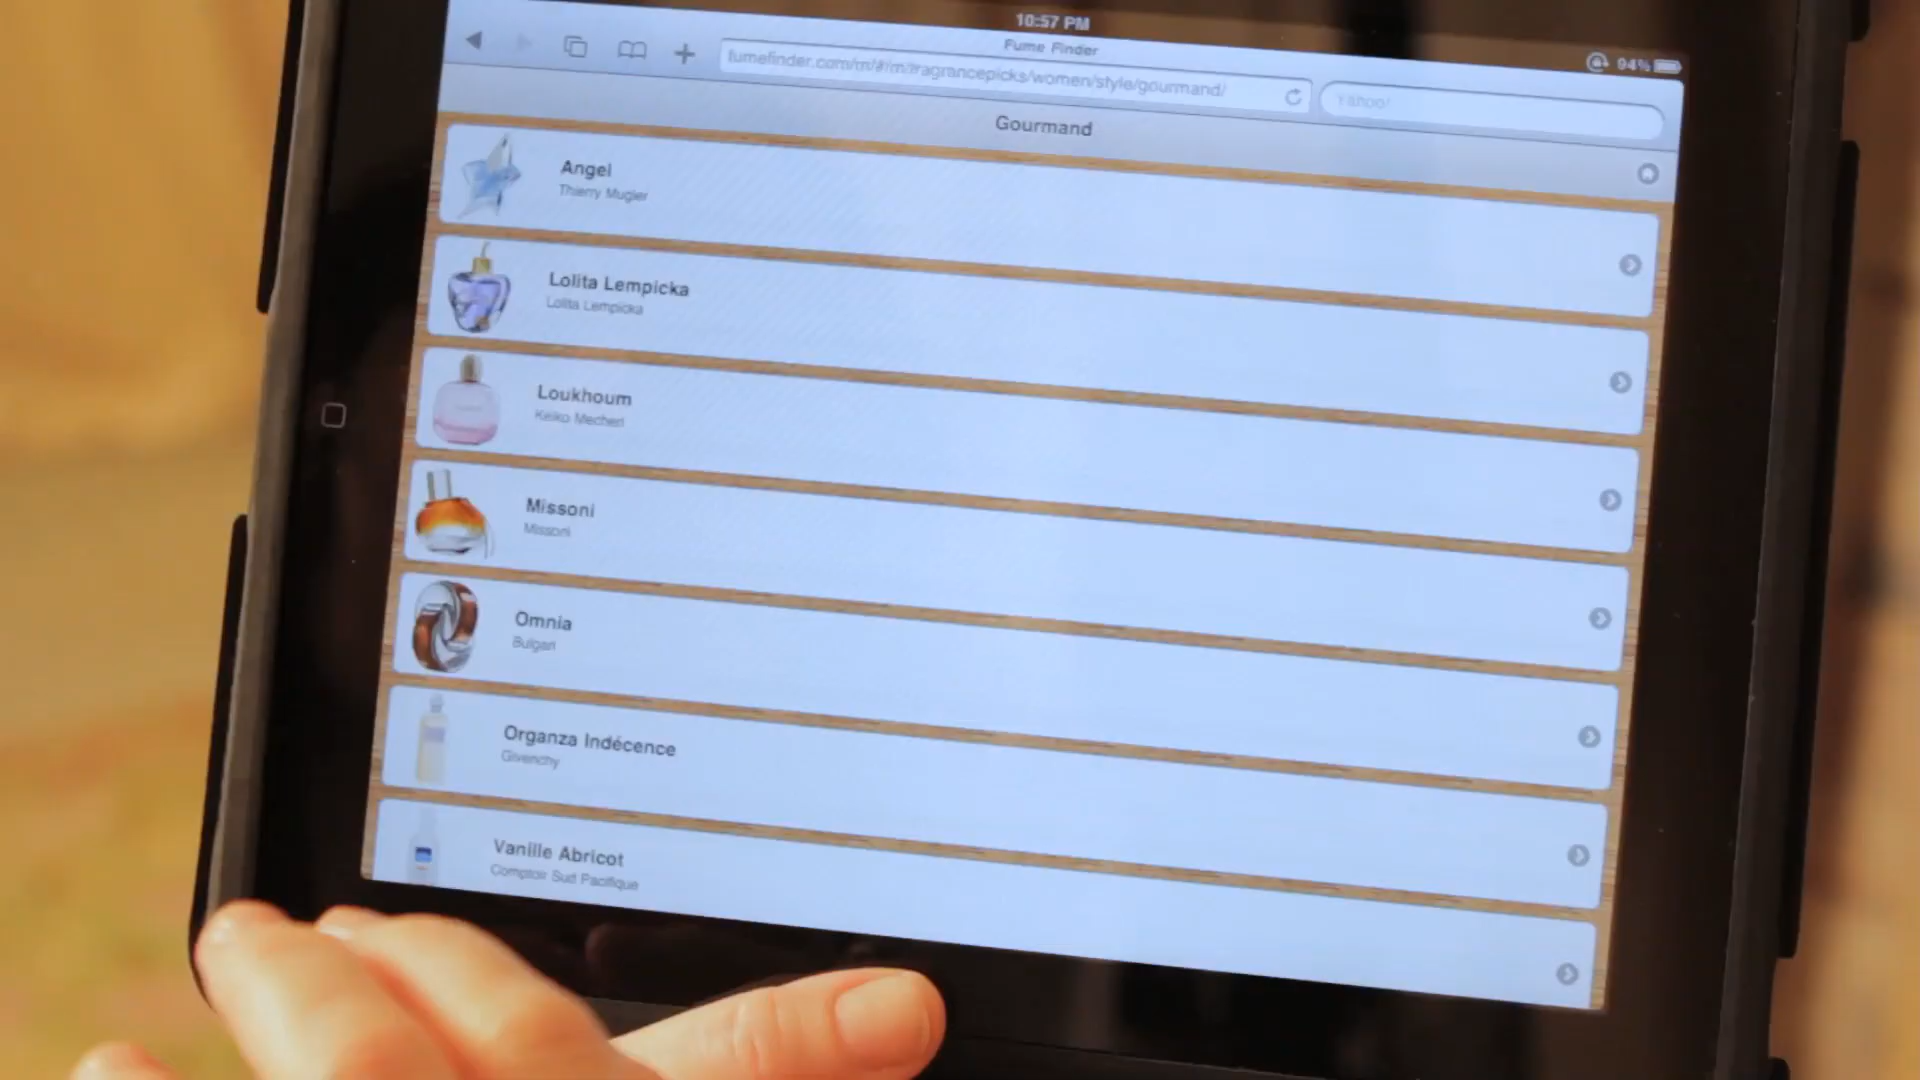 10:57 PM
94%
Fume Finder
fumefinder.com/m/#/m/fragrancepicks/women/style/gourmand/
Yahoo!
Gourmand
Angel
Thierry Mugler
Lolita Lempicka
Lolita Lempicka
Loukhoum
Keiko Mecheri
Missoni
Missoni
Omnia
Bulgari
Organza Indécence
Givenchy
Vanille Abricot
Comptoir Sud Pacifique